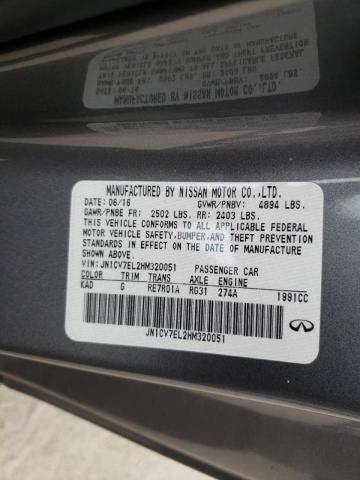 MANUFACTURED BY NISSAN MOTOR CO.,LTD.
DATE: 06/16 GVWR/PNBV: 4894 LBS.
GAWR/PNBE FR: 2502 LBS. RR: 2403 LBS.
THIS VEHICLE CONFORMS TO ALL APPLICABLE FEDERAL
MOTOR VEHICLE SAFETY,BUMPER,AND THEFT PREVENTION
STANDARDS IN EFFECT ON THE DATE OF MANUFACTURE
SHOWN ABOVE.
VIN: JN1CV7EL2HM320051 PASSENGER CAR
COLOR TRIM TRANS AXLE ENGINE
KAD G RE7R01A RG31 274A 1991CC
JN1CV7EL2HM320051